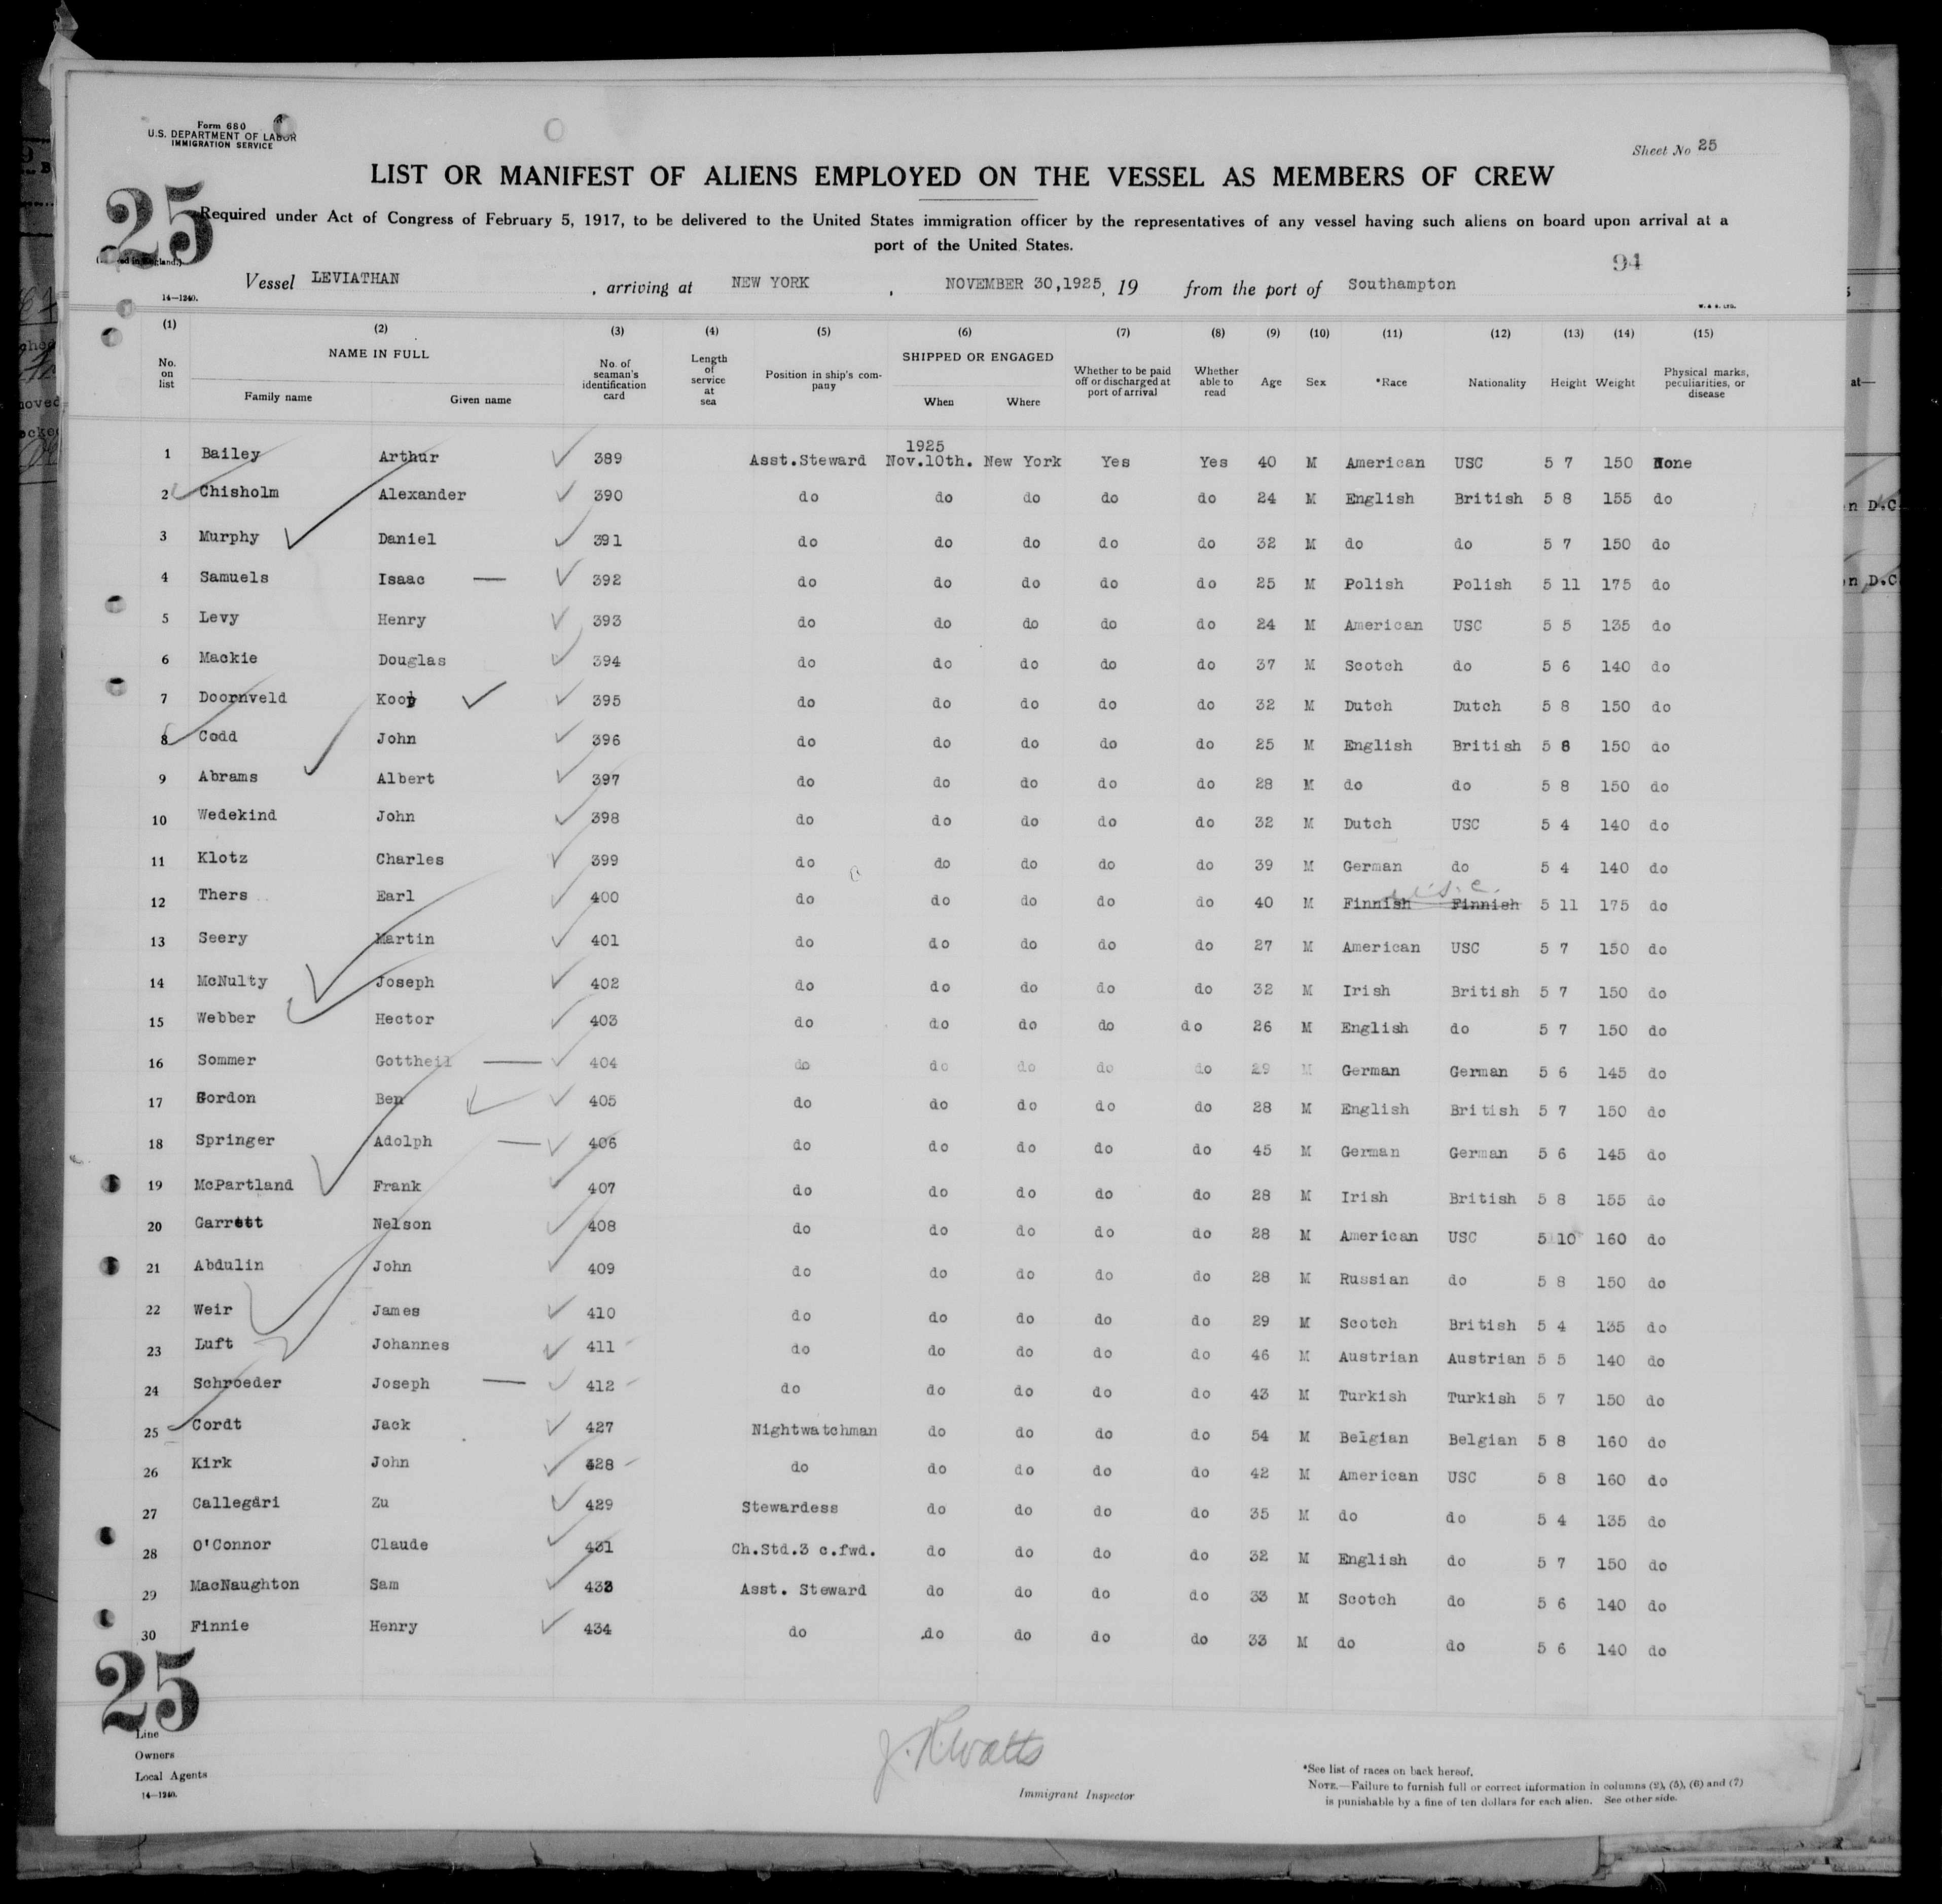 Form 680
U.S. DEPARTMENT OF LABOR
IMMIGRATION SERVICE
Sheet No 25
LIST OR MANIFEST OF ALIENS EMPLOYED ON THE VESSEL AS MEMBERS OF CREW
25
Required under Act of Congress of February 5, 1917, to be delivered to the United States immigration officer by the representatives of any vessel having such aliens on board upon arrival at a
port of the United States.
94
Vessel LEVIATHAN , arriving at NEW YORK , NOVEMBER 30,1925, 19 from the port of Southampton
14—1240.
(1) (2) (3) (4) (5) (6) (7) (8) (9) (10) (11) (12) (13) (14) (15)
No. on list NAME IN FULL Family name Given name No. of seaman's identification card Length of service at sea Position in ship's company SHIPPED OR ENGAGED When Where Whether to be paid off or discharged at port of arrival Whether able to read Age Sex *Race Nationality Height Weight Physical marks, peculiarities, or disease
1925
1 Bailey Arthur 389 Asst.Steward Nov.10th. New York Yes Yes 40 M American USC 5 7 150 None
2 Chisholm Alexander 390 do do do do do 24 M English British 5 8 155 do
3 Murphy Daniel 391 do do do do do 32 M do do 5 7 150 do
4 Samuels Isaac — 392 do do do do do 25 M Polish Polish 5 11 175 do
5 Levy Henry 393 do do do do do 24 M American USC 5 5 135 do
6 Mackie Douglas 394 do do do do do 37 M Scotch do 5 6 140 do
7 Doornveld Koop 395 do do do do do 32 M Dutch Dutch 5 8 150 do
8 Codd John 396 do do do do do 25 M English British 5 8 150 do
9 Abrams Albert 397 do do do do do 28 M do do 5 8 150 do
10 Wedekind John 398 do do do do do 32 M Dutch USC 5 4 140 do
11 Klotz Charles 399 do do do do do 39 M German do 5 4 140 do
U.S.C.
12 Thers Earl 400 do do do do do 40 M Finnish Finnish 5 11 175 do
13 Seery Martin 401 do do do do do 27 M American USC 5 7 150 do
14 McNulty Joseph 402 do do do do do 32 M Irish British 5 7 150 do
15 Webber Hector 403 do do do do do 26 M English do 5 7 150 do
16 Sommer Gottheil — 404 do do do do do 29 M German German 5 6 145 do
17 Gordon Ben 405 do do do do do 28 M English British 5 7 150 do
18 Springer Adolph — 406 do do do do do 45 M German German 5 6 145 do
19 McPartland Frank 407 do do do do do 28 M Irish British 5 8 155 do
20 Garrett Nelson 408 do do do do do 28 M American USC 5 10 160 do
21 Abdulin John 409 do do do do do 28 M Russian do 5 8 150 do
22 Weir James 410 do do do do do 29 M Scotch British 5 4 135 do
23 Luft Johannes 411 do do do do do 46 M Austrian Austrian 5 5 140 do
24 Schroeder Joseph — 412 do do do do do 43 M Turkish Turkish 5 7 150 do
25 Cordt Jack 427 Nightwatchman do do do do 54 M Belgian Belgian 5 8 160 do
26 Kirk John 428 do do do do do 42 M American USC 5 8 160 do
27 Callegari Zu 429 Stewardess do do do do 35 M do do 5 4 135 do
28 O'Connor Claude 431 Ch.Std.3 c.fwd. do do do do 32 M English do 5 7 150 do
29 MacNaughton Sam 433 Asst. Steward do do do do 33 M Scotch do 5 6 140 do
30 Finnie Henry 434 do do do do do 33 M do do 5 6 140 do
25
Line
Owners
Local Agents
14—1240.
J. R. Watts
Immigrant Inspector
*See list of races on back hereof.
NOTE.—Failure to furnish full or correct information in columns (2), (5), (6) and (7)
is punishable by a fine of ten dollars for each alien. See other side.